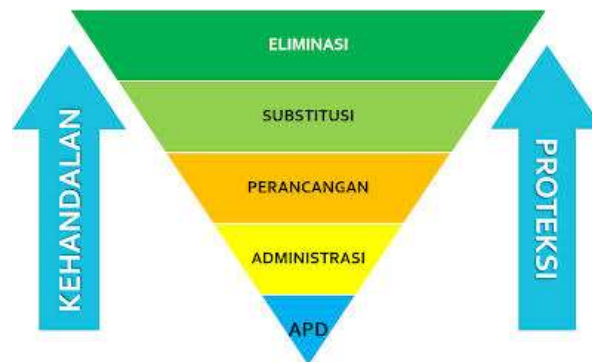 ELIMINASI
SUBSTITUSI
PERANCANGAN
ADMINISTRASI
APD
KEHANDALAN
PROTEKSI